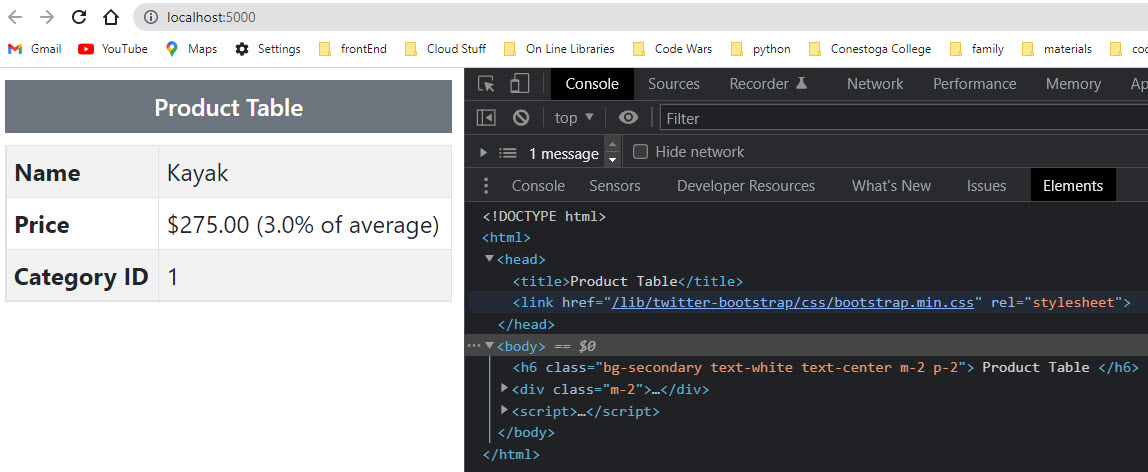 localhost:5000
Gmail YouTube Maps Settings frontEnd Cloud Stuff On Line Libraries Code Wars python Conestoga College family materials coo
Product Table
Name Kayak
Price $275.00 (3.0% of average)
Category ID 1
Console Sources Recorder Network Performance Memory Ap
top ▼ Filter
1 message Hide network
Console Sensors Developer Resources What's New Issues Elements
<!DOCTYPE html>
<html>
▼<head>
<title>Product Table</title>
<link href="/lib/twitter-bootstrap/css/bootstrap.min.css" rel="stylesheet">
</head>
…▼<body> == $0
<h6 class="bg-secondary text-white text-center m-2 p-2"> Product Table </h6>
▶<div class="m-2">…</div>
▶<script>…</script>
</body>
</html>